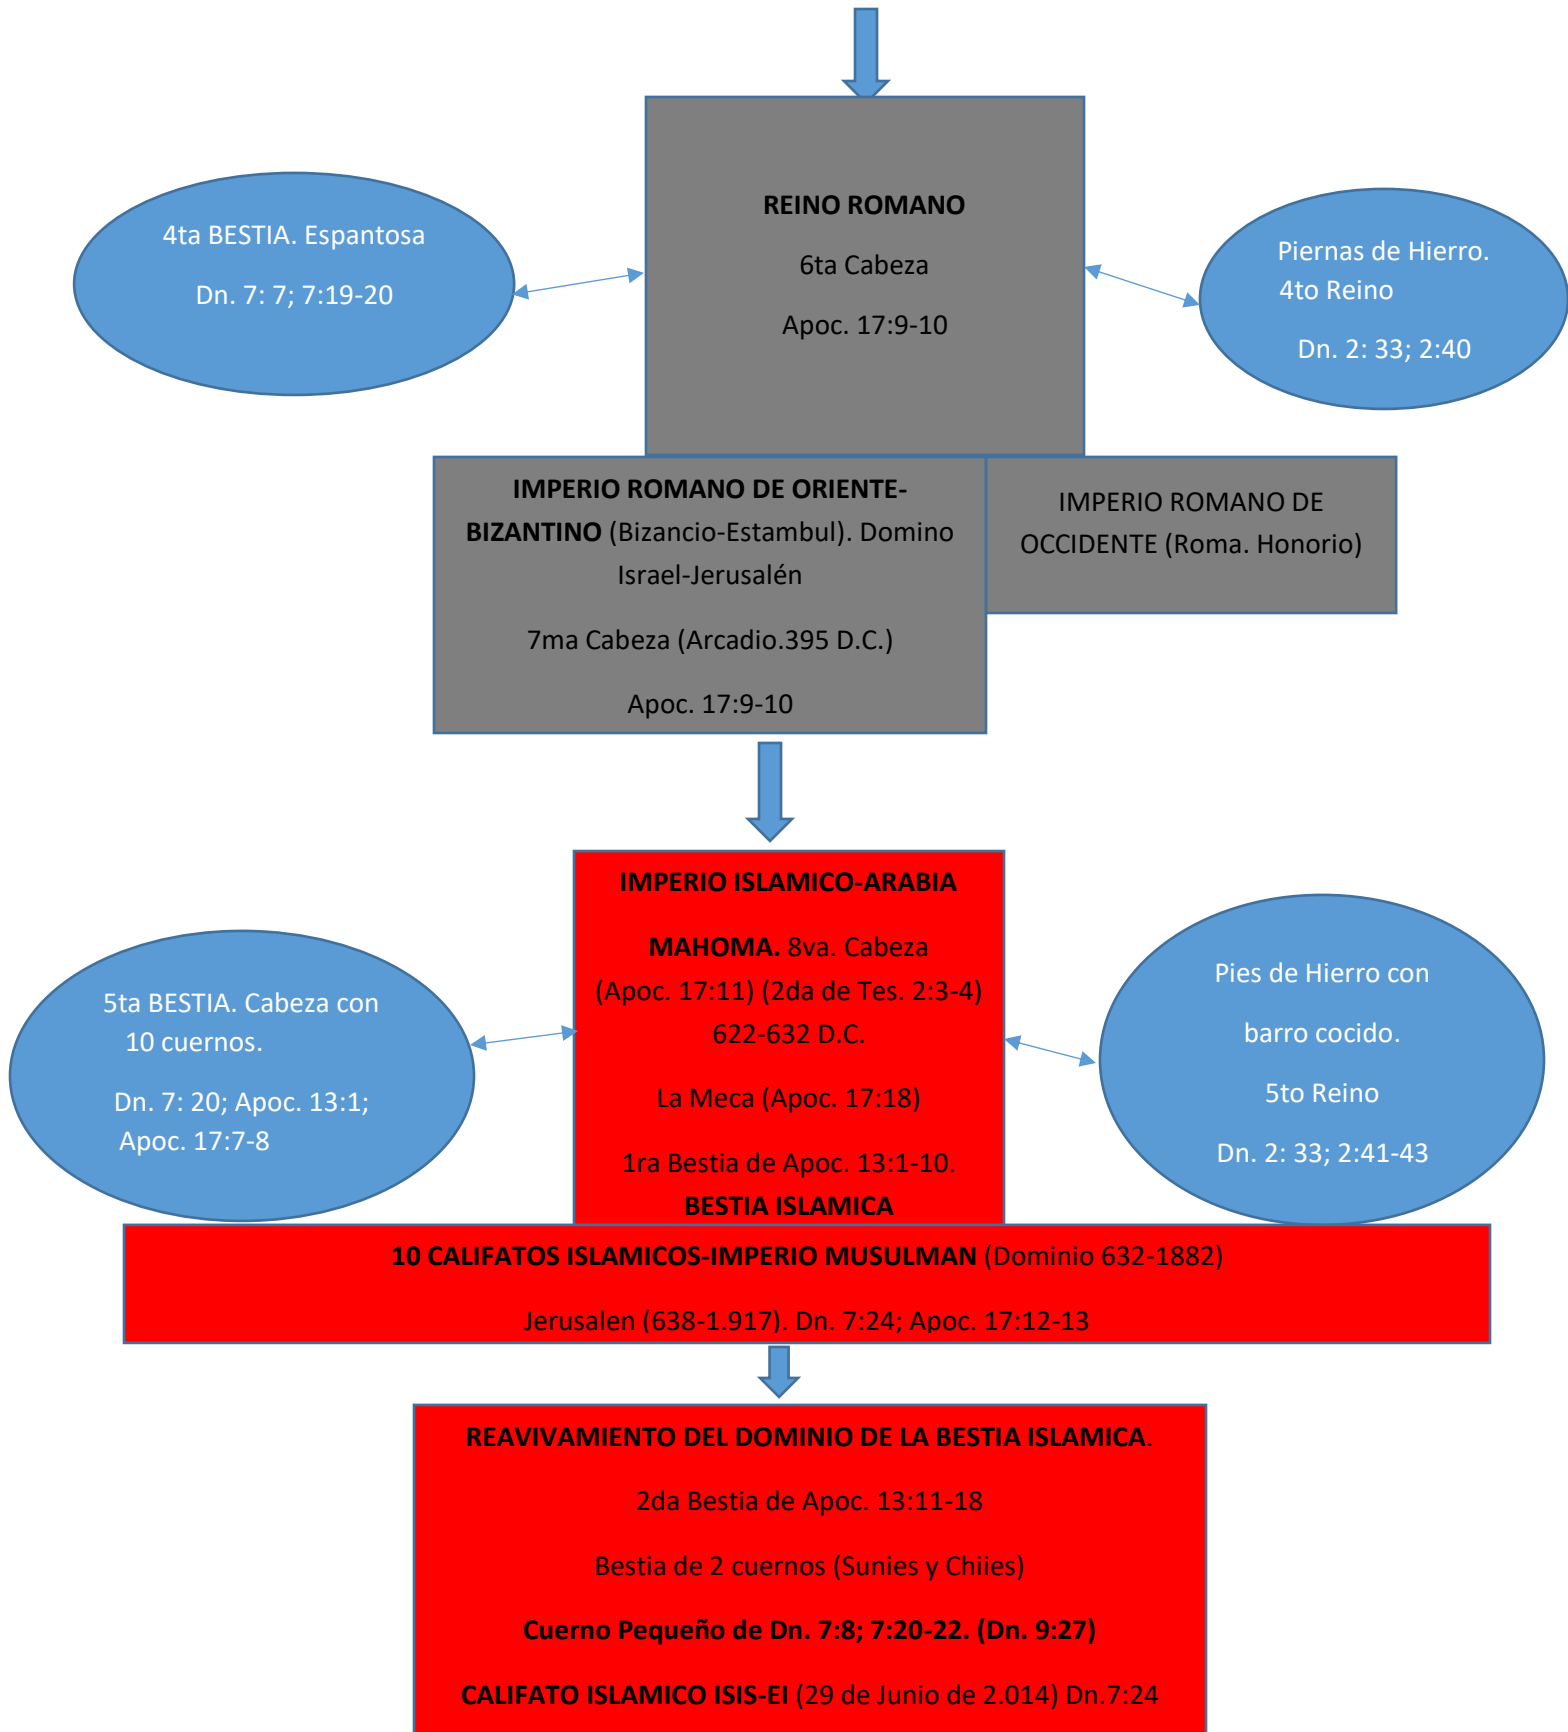 REINO ROMANO
6ta Cabeza
Apoc. 17:9-10
4ta BESTIA. Espantosa
Dn. 7: 7; 7:19-20
Piernas de Hierro.
4to Reino
Dn. 2: 33; 2:40
IMPERIO ROMANO DE ORIENTE-
BIZANTINO (Bizancio-Estambul). Domino
Israel-Jerusalén
7ma Cabeza (Arcadio.395 D.C.)
Apoc. 17:9-10
IMPERIO ROMANO DE
OCCIDENTE (Roma. Honorio)
IMPERIO ISLAMICO-ARABIA
MAHOMA. 8va. Cabeza
(Apoc. 17:11) (2da de Tes. 2:3-4)
622-632 D.C.
La Meca (Apoc. 17:18)
1ra Bestia de Apoc. 13:1-10.
BESTIA ISLAMICA
5ta BESTIA. Cabeza con
10 cuernos.
Dn. 7: 20; Apoc. 13:1;
Apoc. 17:7-8
Pies de Hierro con
barro cocido.
5to Reino
Dn. 2: 33; 2:41-43
10 CALIFATOS ISLAMICOS-IMPERIO MUSULMAN (Dominio 632-1882)
Jerusalen (638-1.917). Dn. 7:24; Apoc. 17:12-13
REAVIVAMIENTO DEL DOMINIO DE LA BESTIA ISLAMICA.
2da Bestia de Apoc. 13:11-18
Bestia de 2 cuernos (Sunies y Chiies)
Cuerno Pequeño de Dn. 7:8; 7:20-22. (Dn. 9:27)
CALIFATO ISLAMICO ISIS-EI (29 de Junio de 2.014) Dn.7:24